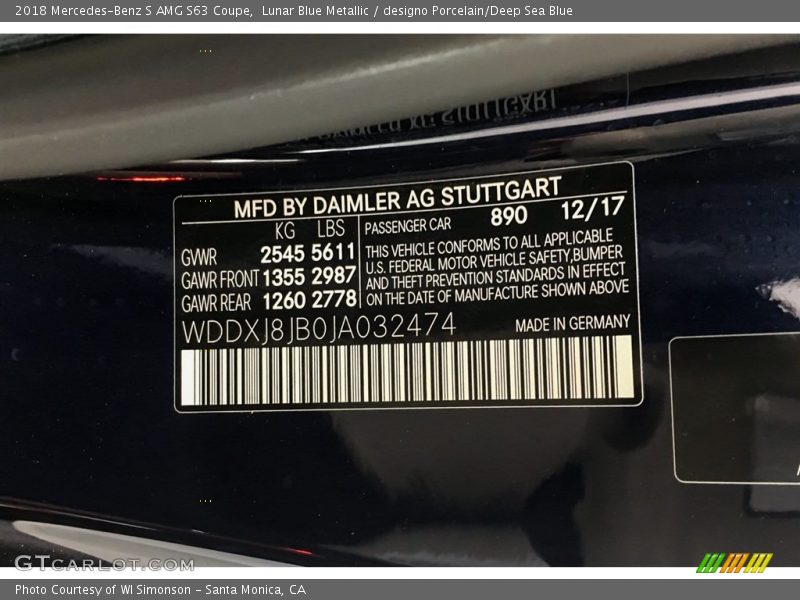 2018 Mercedes-Benz S AMG S63 Coupe, Lunar Blue Metallic / designo Porcelain/Deep Sea Blue
MFD BY DAIMLER AG STUTTGART
KG LBS
GVWR 2545 5611
GAWR FRONT 1355 2987
GAWR REAR 1260 2778
PASSENGER CAR 890 12/17
THIS VEHICLE CONFORMS TO ALL APPLICABLE
U.S. FEDERAL MOTOR VEHICLE SAFETY,BUMPER
AND THEFT PREVENTION STANDARDS IN EFFECT
ON THE DATE OF MANUFACTURE SHOWN ABOVE
WDDXJ8JB0JA032474 MADE IN GERMANY
GTCARLOT.COM
Photo Courtesy of WI Simonson - Santa Monica, CA